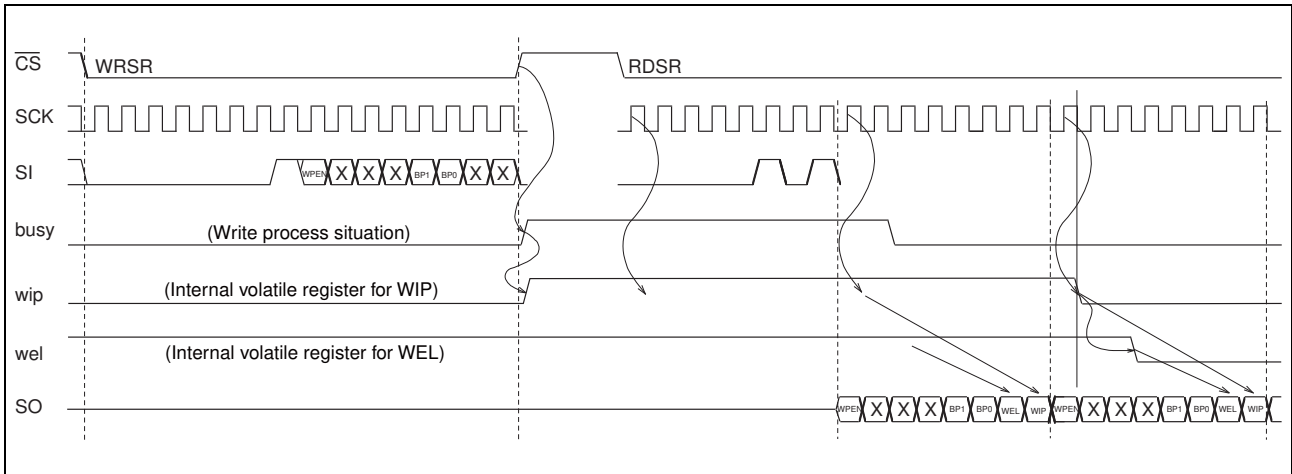 CS WRSR RDSR
SCK
SI WPEN X X X BP1 BP0 X X
busy (Write process situation)
wip (Internal volatile register for WIP)
wel (Internal volatile register for WEL)
SO WPEN X X X BP1 BP0 WEL WIP WPEN X X X BP1 BP0 WEL WIP